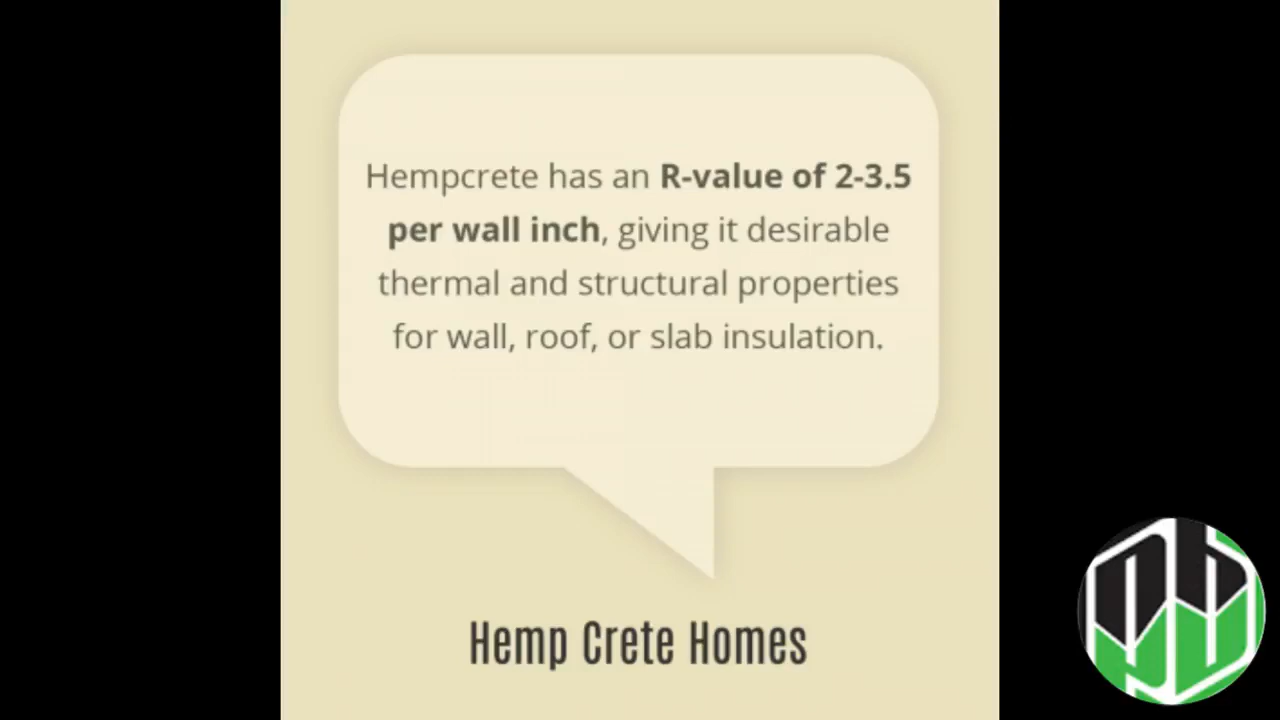 Hempcrete has an R-value of 2-3.5
per wall inch, giving it desirable
thermal and structural properties
for wall, roof, or slab insulation.
Hemp Crete Homes